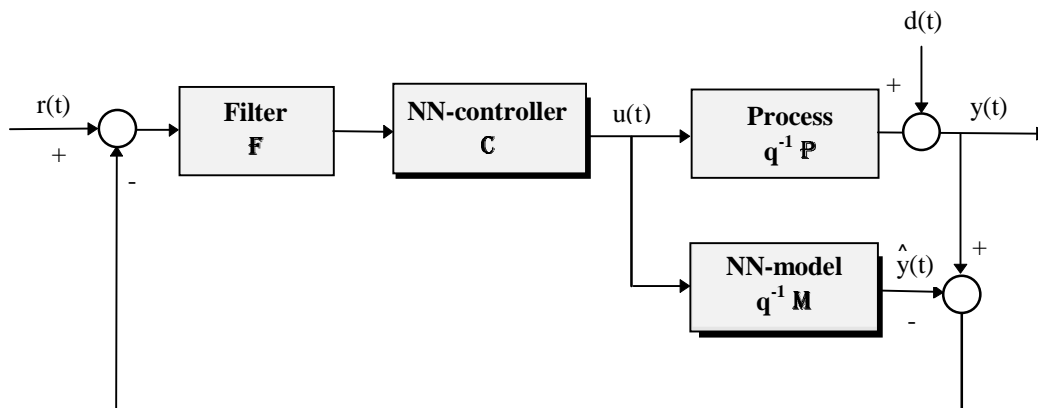 d(t)
r(t)
+
-
Filter
F
NN-controller
C
u(t)
Process
q⁻¹ P
+
y(t)
+
NN-model
q⁻¹ M
ŷ(t)
-